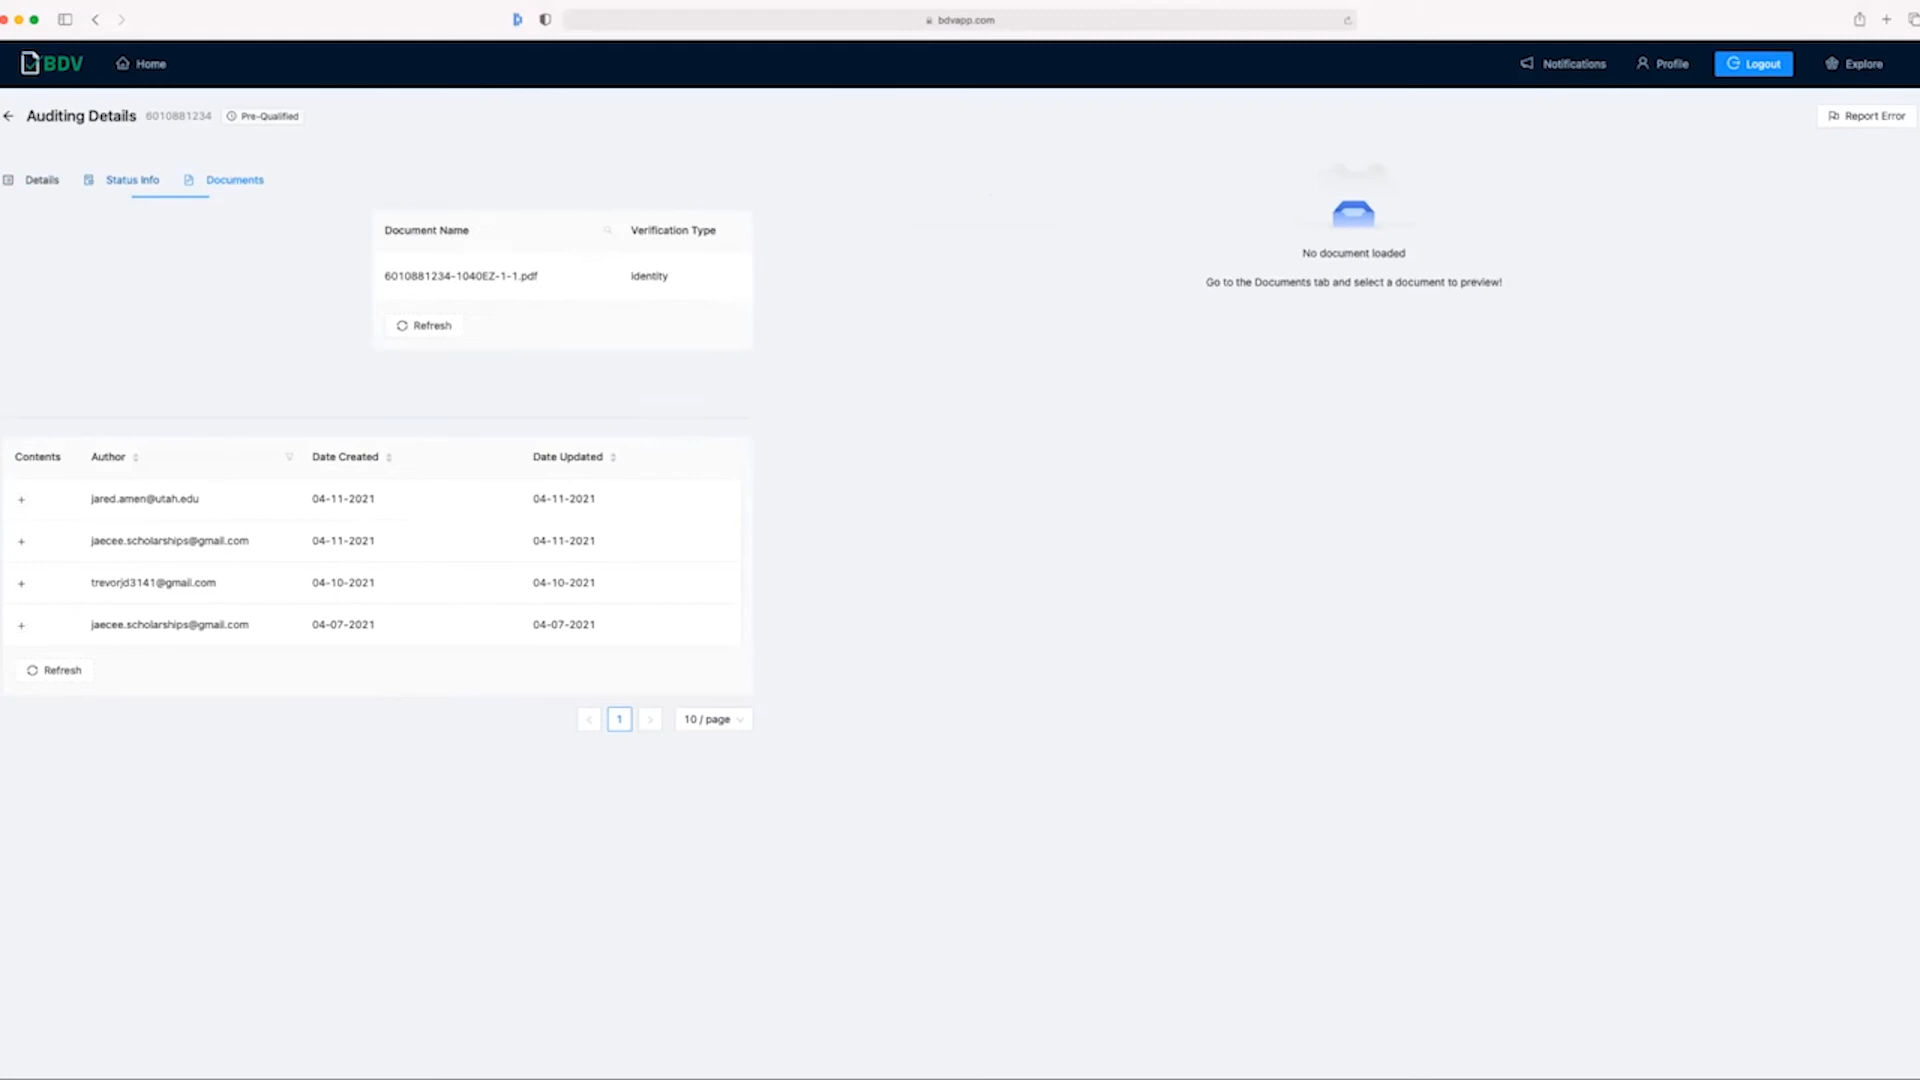 bdvapp.com
BDV Home Notifications Profile Logout Explore
Auditing Details 6010881234 Pre-Qualified Report Error
Details Status Info Documents
Document Name Verification Type
6010881234-1040EZ-1-1.pdf identity
Refresh
No document loaded
Go to the Documents tab and select a document to preview!
Contents Author Date Created Date Updated
+ jared.amen@utah.edu 04-11-2021 04-11-2021
+ jaecee.scholarships@gmail.com 04-11-2021 04-11-2021
+ trevorjd3141@gmail.com 04-10-2021 04-10-2021
+ jaecee.scholarships@gmail.com 04-07-2021 04-07-2021
Refresh
< 1 > 10 / page